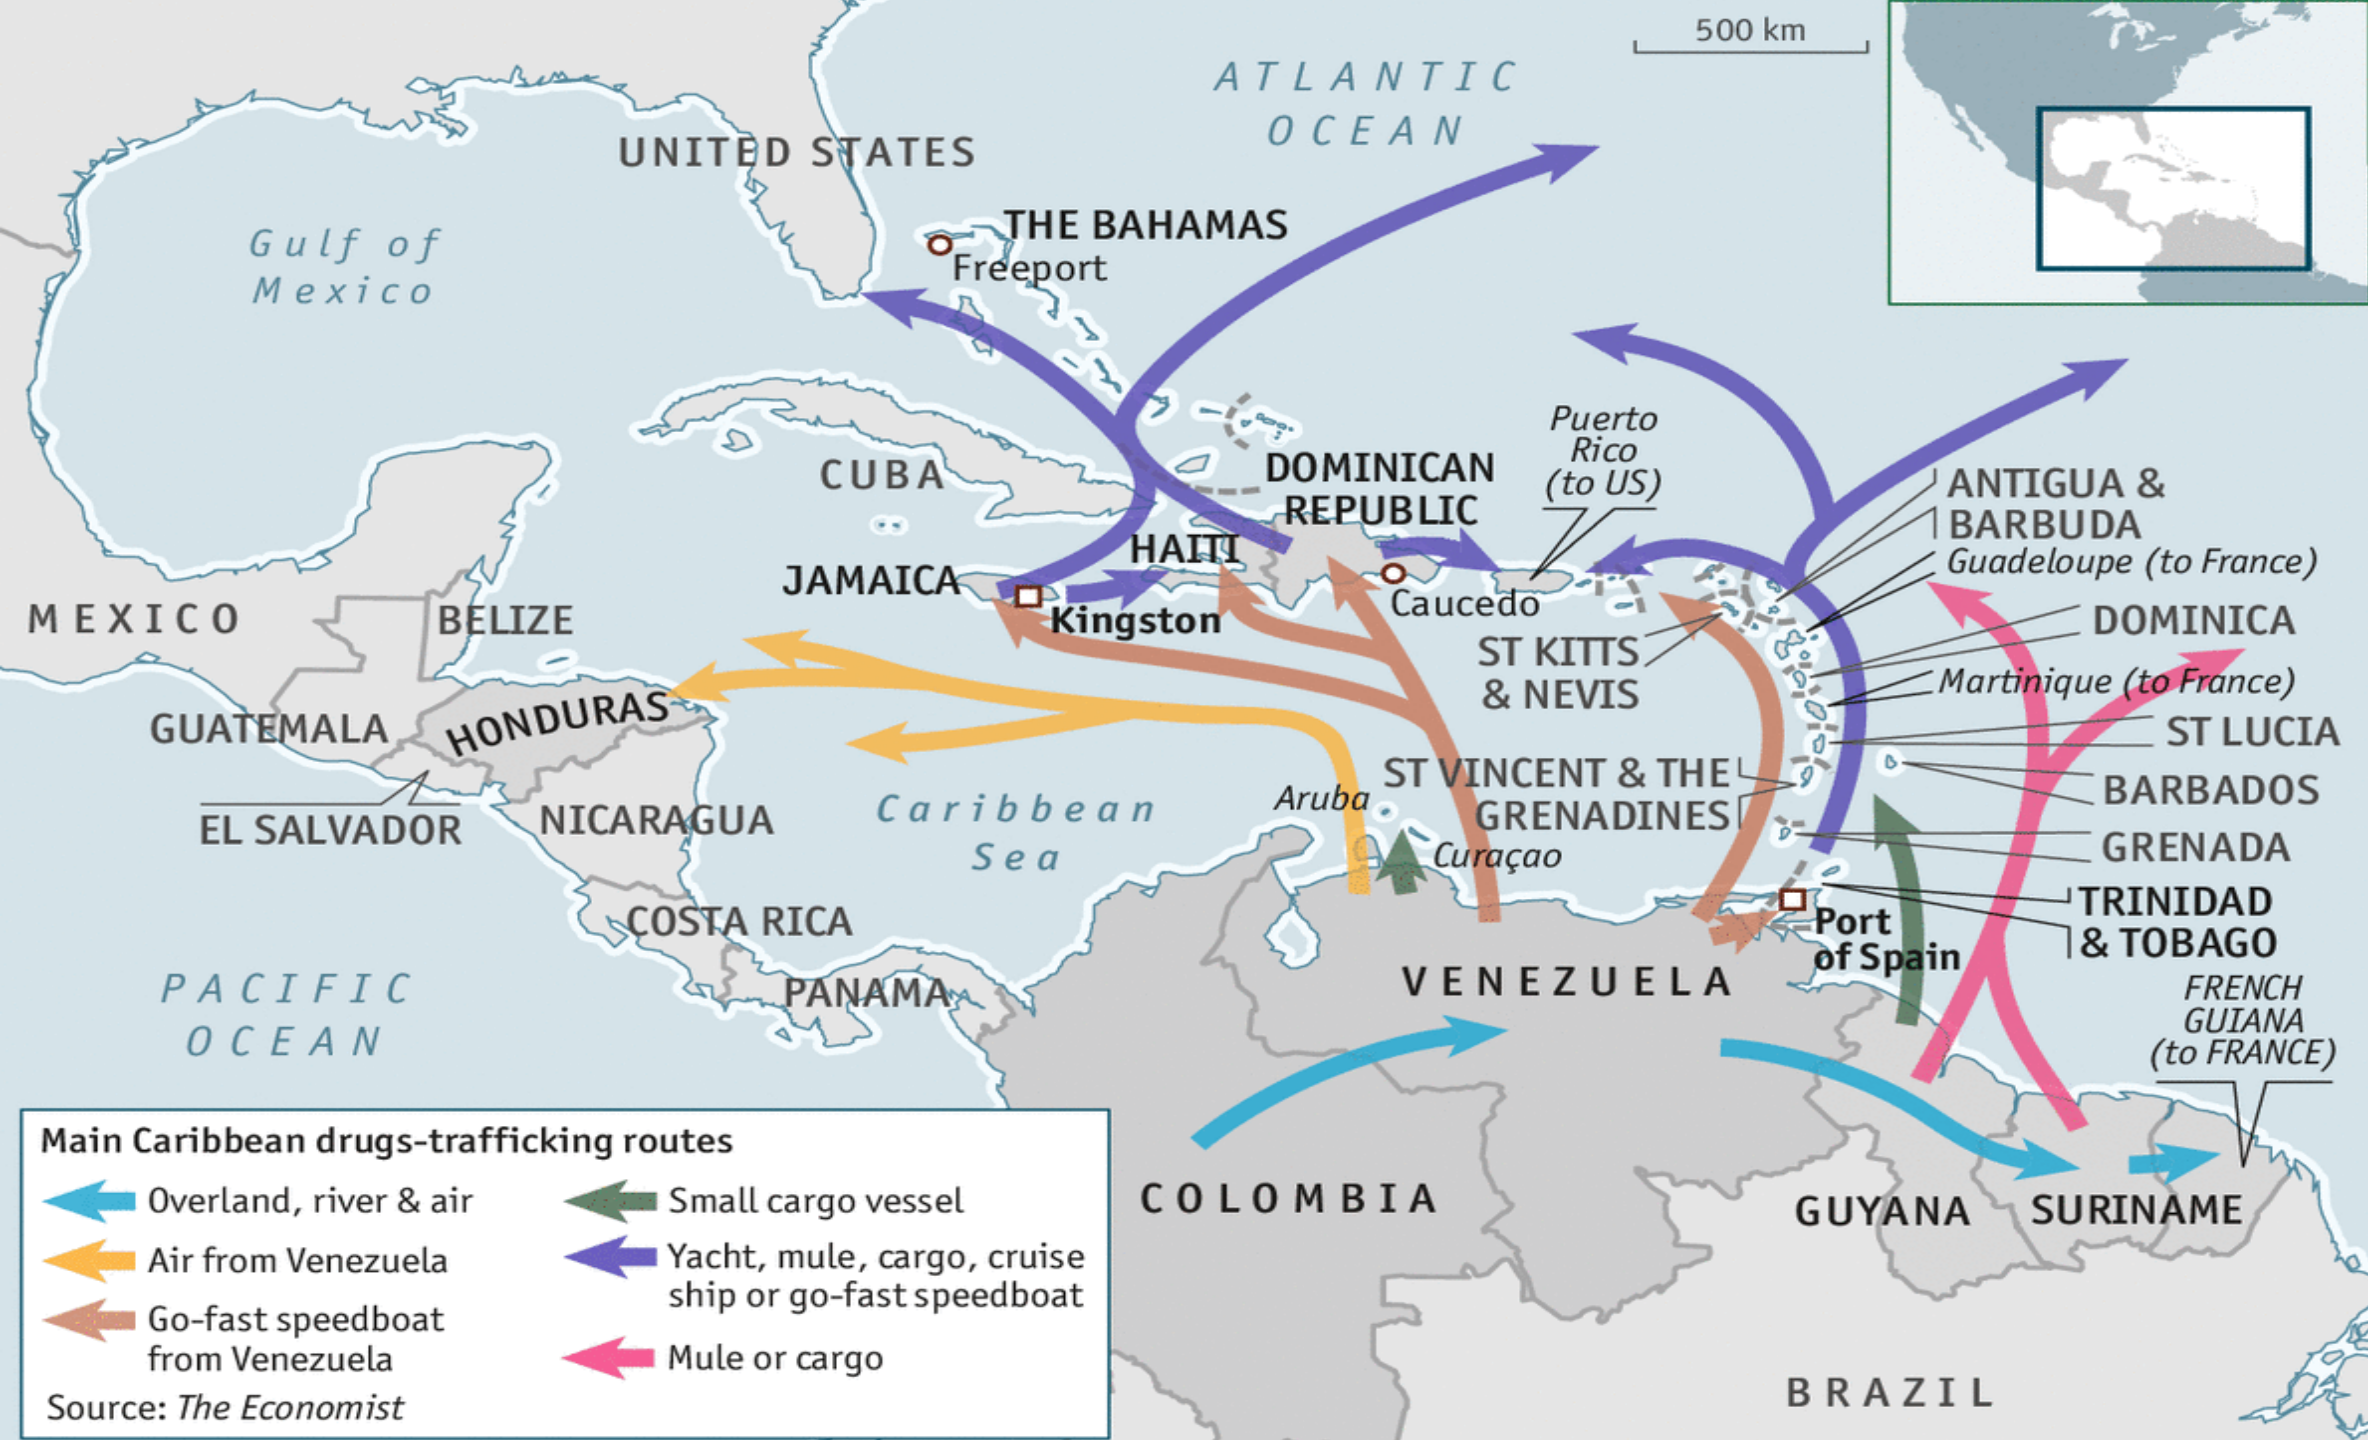 500 km
ATLANTIC
OCEAN
UNITED STATES
THE BAHAMAS
Freeport
Gulf of
Mexico
Puerto
Rico
(to US)
CUBA
DOMINICAN
REPUBLIC
ANTIGUA &
BARBUDA
Guadeloupe (to France)
HAITI
JAMAICA
Kingston
Caucedo
MEXICO
BELIZE
DOMINICA
ST KITTS
& NEVIS
Martinique (to France)
GUATEMALA
HONDURAS
ST LUCIA
ST VINCENT & THE
GRENADINES
BARBADOS
Aruba
Caribbean
Sea
EL SALVADOR
NICARAGUA
Curaçao
GRENADA
COSTA RICA
TRINIDAD
& TOBAGO
Port
of Spain
VENEZUELA
PANAMA
PACIFIC
OCEAN
FRENCH
GUIANA
(to FRANCE)
COLOMBIA
GUYANA
SURINAME
BRAZIL
Main Caribbean drugs-trafficking routes
Overland, river & air
Air from Venezuela
Go-fast speedboat
from Venezuela
Small cargo vessel
Yacht, mule, cargo, cruise
ship or go-fast speedboat
Mule or cargo
Source: The Economist